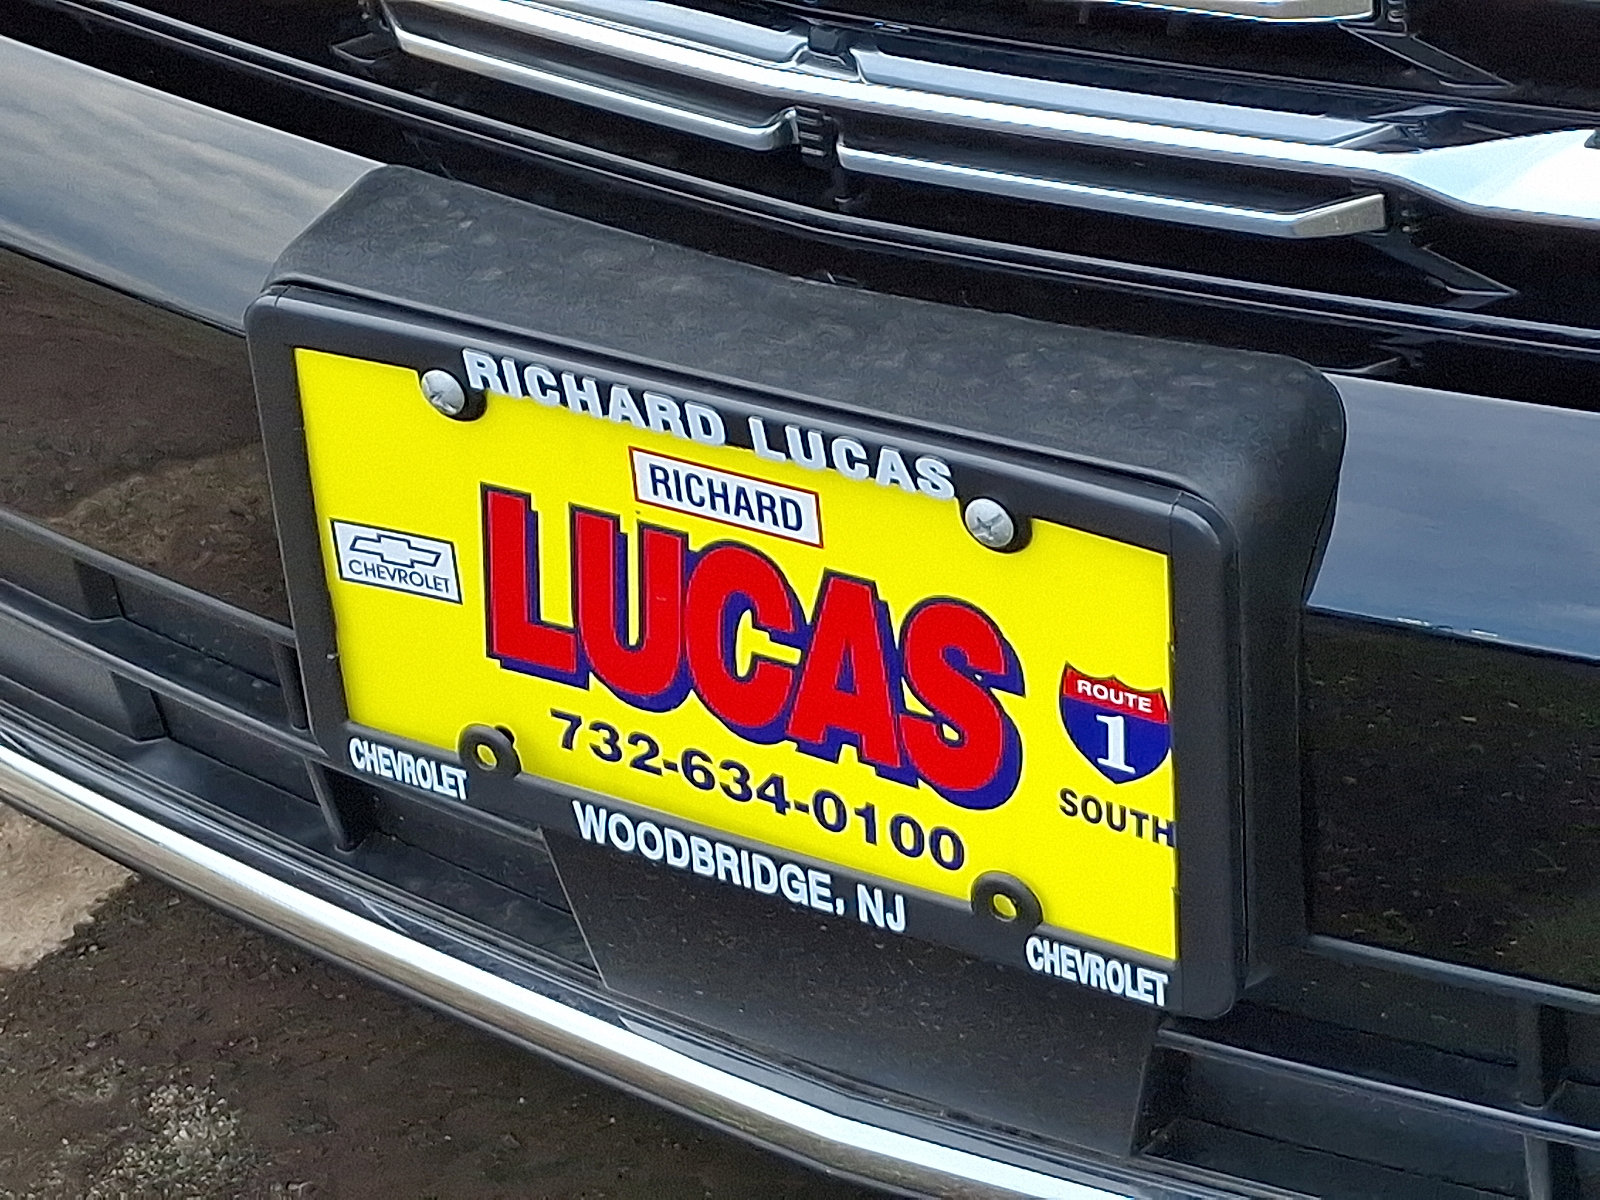 RICHARD LUCAS
RICHARD
CHEVROLET
LUCAS
ROUTE
1
SOUTH
732-634-0100
CHEVROLET
WOODBRIDGE, NJ
CHEVROLET